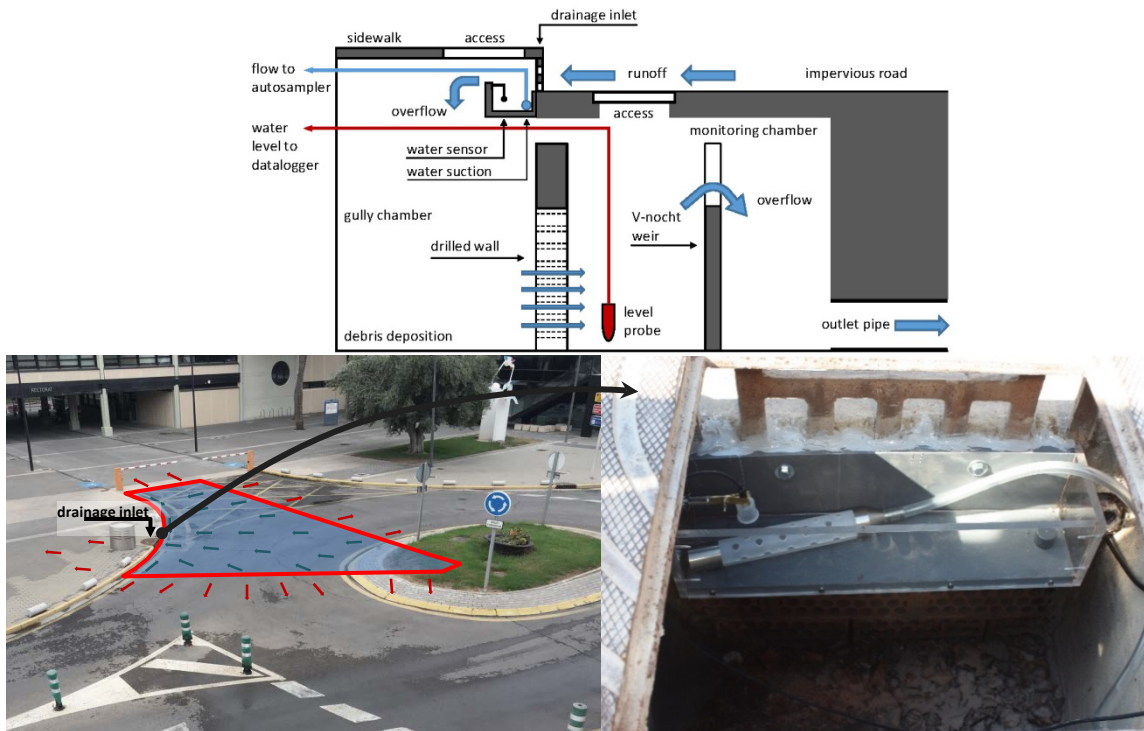 drainage inlet
sidewalk
access
flow to
autosampler
runoff
impervious road
overflow
access
water
level to
datalogger
monitoring chamber
water sensor
water suction
overflow
gully chamber
V-nocht
weir
drilled wall
level
probe
debris deposition
outlet pipe
RECTORAT
drainage inlet